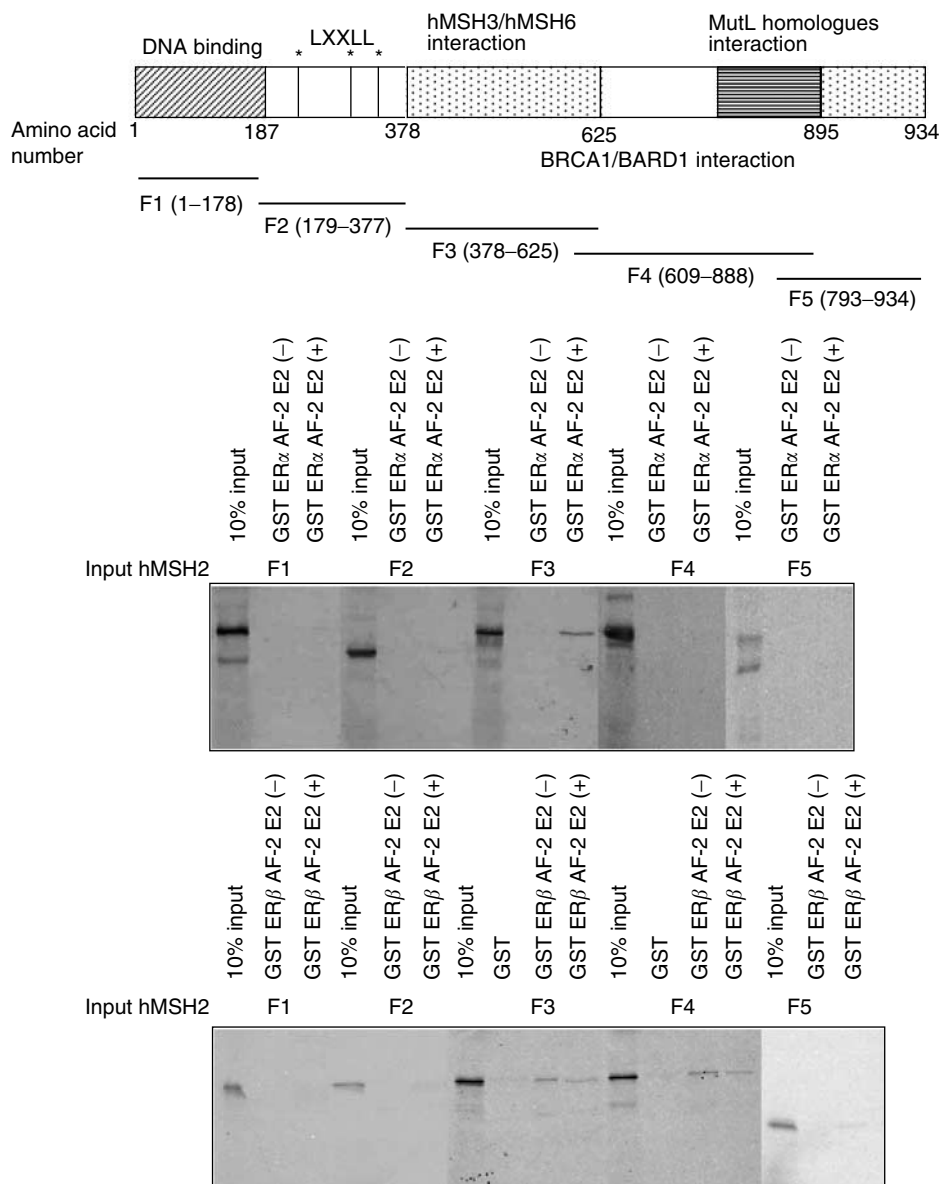 hMSH3/hMSH6 interaction
MutL homologues interaction
DNA binding
LXXLL
* * *
Amino acid number
1 187 378 625 895 934
BRCA1/BARD1 interaction
F1 (1–178)
F2 (179–377)
F3 (378–625)
F4 (609–888)
F5 (793–934)
10% input
GST ERα AF-2 E2 (−)
GST ERα AF-2 E2 (+)
10% input
GST ERα AF-2 E2 (−)
GST ERα AF-2 E2 (+)
10% input
GST ERα AF-2 E2 (−)
GST ERα AF-2 E2 (+)
10% input
GST ERα AF-2 E2 (−)
GST ERα AF-2 E2 (+)
10% input
GST ERα AF-2 E2 (−)
GST ERα AF-2 E2 (+)
Input hMSH2 F1 F2 F3 F4 F5
10% input
GST ERβ AF-2 E2 (−)
GST ERβ AF-2 E2 (+)
10% input
GST ERβ AF-2 E2 (−)
GST ERβ AF-2 E2 (+)
10% input
GST
GST ERβ AF-2 E2 (−)
GST ERβ AF-2 E2 (+)
10% input
GST
GST ERβ AF-2 E2 (−)
GST ERβ AF-2 E2 (+)
10% input
GST ERβ AF-2 E2 (−)
GST ERβ AF-2 E2 (+)
Input hMSH2 F1 F2 F3 F4 F5